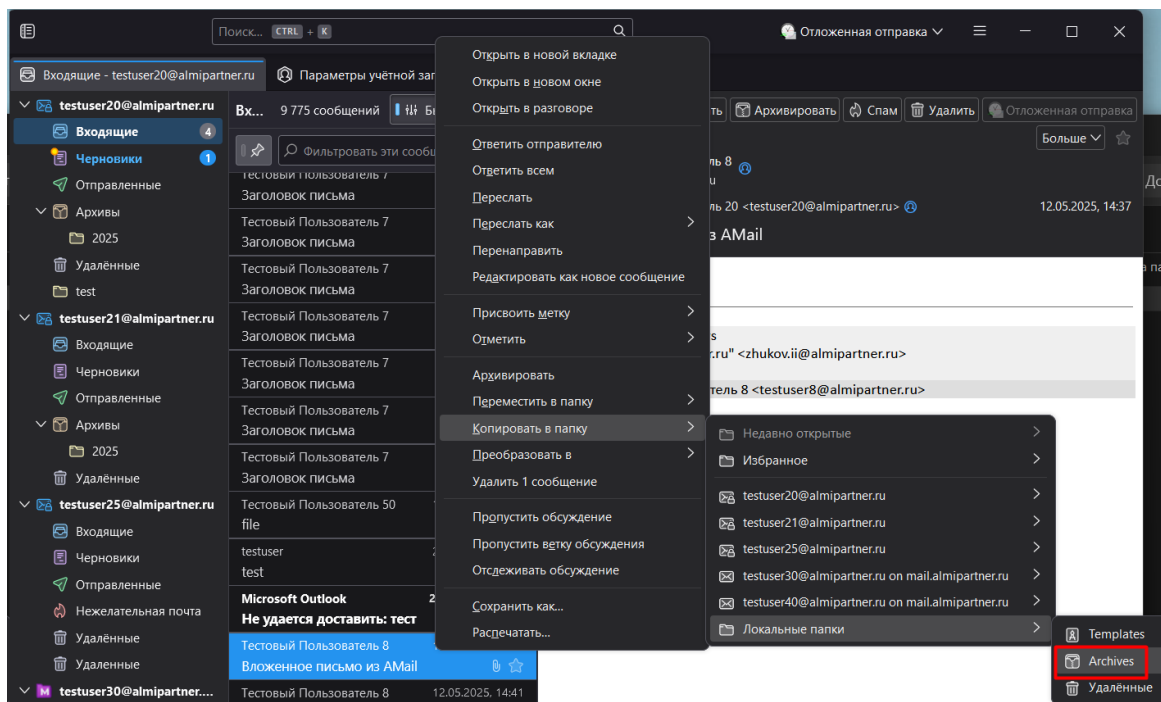 Поиск... CTRL + K
Отложенная отправка
Входящие - testuser20@almipartner.ru
Параметры учётной зап
testuser20@almipartner.ru
Входящие 4
Черновики 1
Отправленные
Архивы
2025
Удалённые
test
testuser21@almipartner.ru
Входящие
Черновики
Отправленные
Архивы
2025
Удалённые
testuser25@almipartner.ru
Входящие
Черновики
Отправленные
Нежелательная почта
Удалённые
Удаленные
testuser30@almipartner....
Вх... 9 775 сообщений
Фильтровать эти сообщ
Тестовый Пользователь 7
Заголовок письма
Тестовый Пользователь 7
Заголовок письма
Тестовый Пользователь 7
Заголовок письма
Тестовый Пользователь 7
Заголовок письма
Тестовый Пользователь 7
Заголовок письма
Тестовый Пользователь 7
Заголовок письма
Тестовый Пользователь 7
Заголовок письма
Тестовый Пользователь 50
file
testuser
test
Microsoft Outlook
Не удается доставить: тест
Тестовый Пользователь 8
Вложенное письмо из AMail
Тестовый Пользователь 8 12.05.2025, 14:41
Открыть в новой вкладке
Открыть в новом окне
Открыть в разговоре
Ответить отправителю
Ответить всем
Переслать
Переслать как
Перенаправить
Редактировать как новое сообщение
Присвоить метку
Отметить
Архивировать
Переместить в папку
Копировать в папку
Преобразовать в
Удалить 1 сообщение
Пропустить обсуждение
Пропустить ветку обсуждения
Отслеживать обсуждение
Сохранить как...
Распечатать...
ть Архивировать Спам Удалить Отложенная отправка
Больше
ль 8
u
ль 20 <testuser20@almipartner.ru> 12.05.2025, 14:37
з AMail
s
r.ru" <zhukov.ii@almipartner.ru>
тель 8 <testuser8@almipartner.ru>
Недавно открытые
Избранное
testuser20@almipartner.ru
testuser21@almipartner.ru
testuser25@almipartner.ru
testuser30@almipartner.ru on mail.almipartner.ru
testuser40@almipartner.ru on mail.almipartner.ru
Локальные папки
Templates
Archives
Удалённые